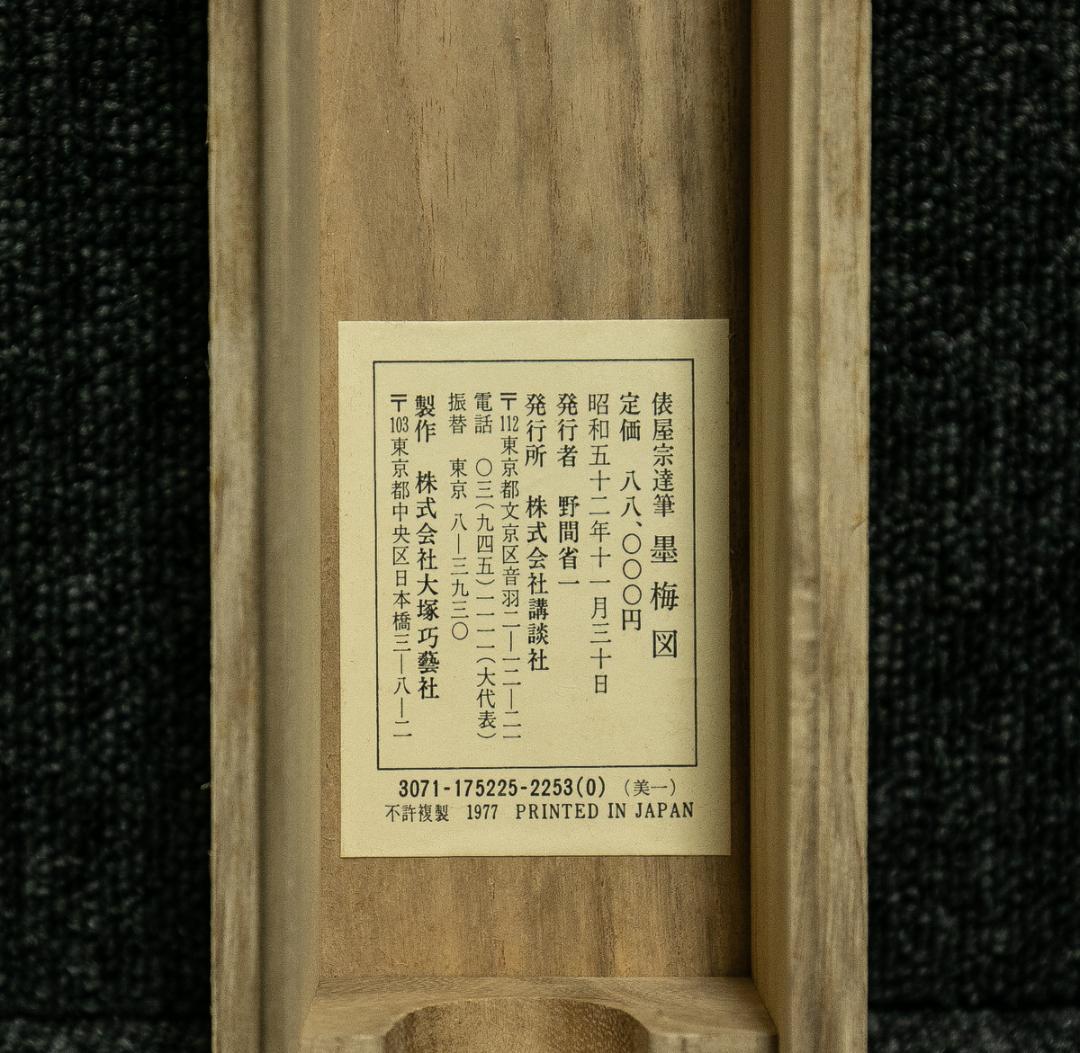 俵屋宗達筆 墨梅図
定価 八八、〇〇〇円
昭和五十二年十一月三十日
発行者 野間省一
発行所 株式会社講談社
〒112東京都文京区音羽二―一二―二一
電話 〇三(九四五)一一一一(大代表)
振替 東京 八―三九三〇
製作 株式会社大塚巧藝社
〒103東京都中央区日本橋三―八―二
3071-175225-2253(0) (美一)
不許複製 1977 PRINTED IN JAPAN